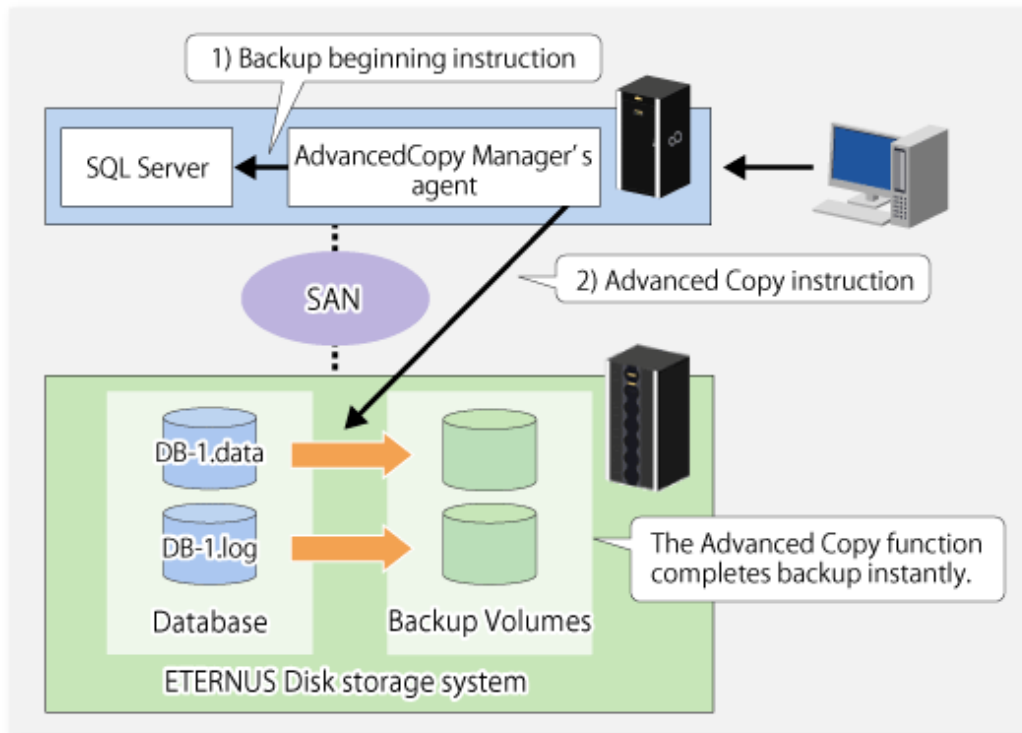 1) Backup beginning instruction
SQL Server
AdvancedCopy Manager's
agent
2) Advanced Copy instruction
SAN
DB-1.data
DB-1.log
The Advanced Copy function
completes backup instantly.
Database
Backup Volumes
ETERNUS Disk storage system